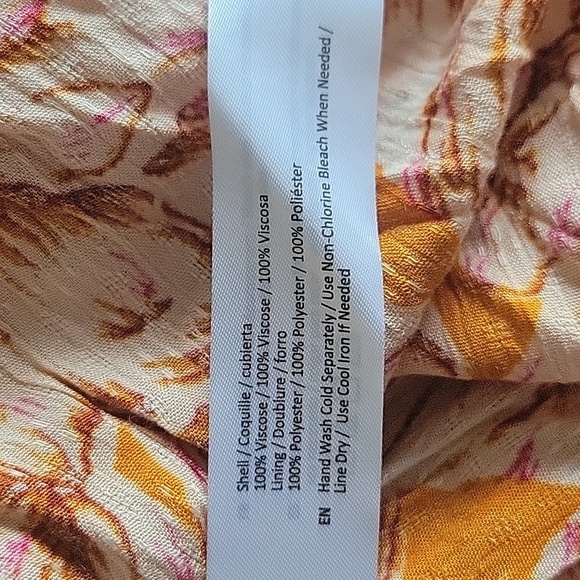 Shell / Coquille / cubierta
100% Viscose / 100% Viscose / 100% Viscosa
Lining / Doublure / forro
100% Polyester / 100% Polyester / 100% Poliéster
EN Hand Wash Cold Separately / Use Non-Chlorine Bleach When Needed /
Line Dry / Use Cool Iron If Needed